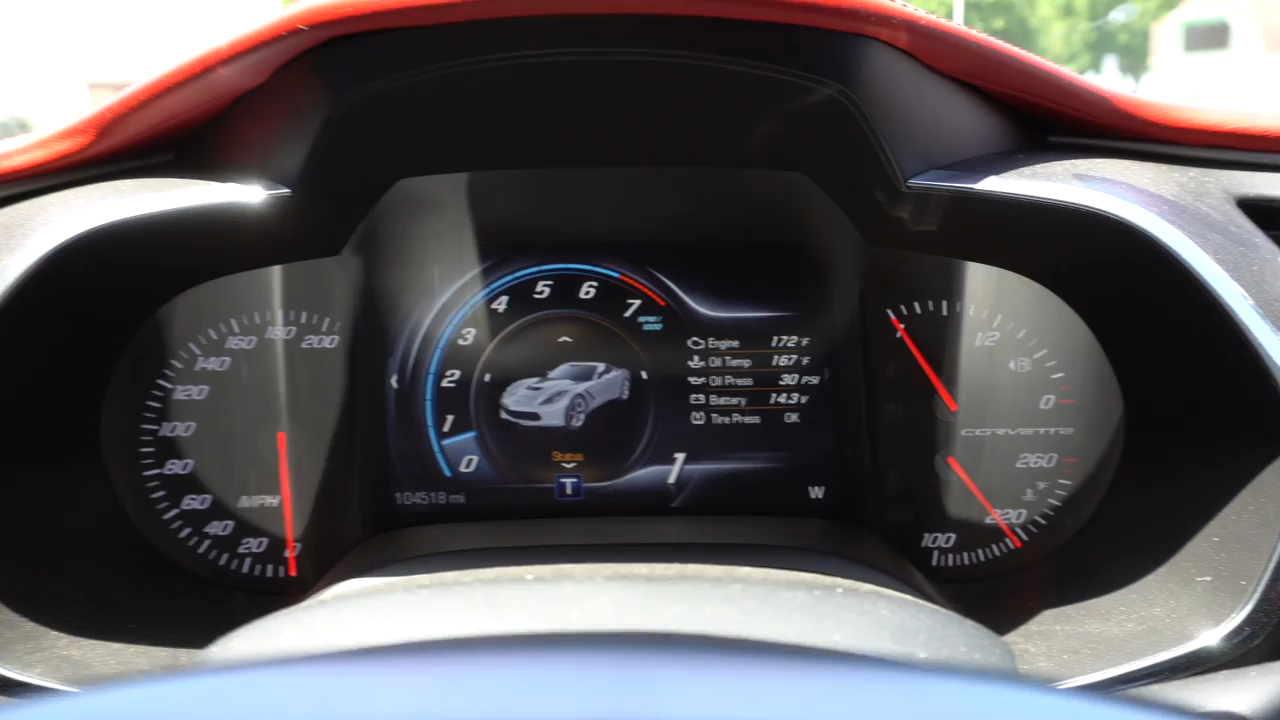 0
20
40
60
80
100
120
140
160
180
200
MPH
0
1
2
3
4
5
6
7
RPM/
1000
Engine 172°F
Oil Temp 167°F
Oil Press 30 PSI
Battery 14.3 V
Tire Press OK
Status
T
1
W
104519 mi
1/2
0
CORVETTE
260
°F
220
100